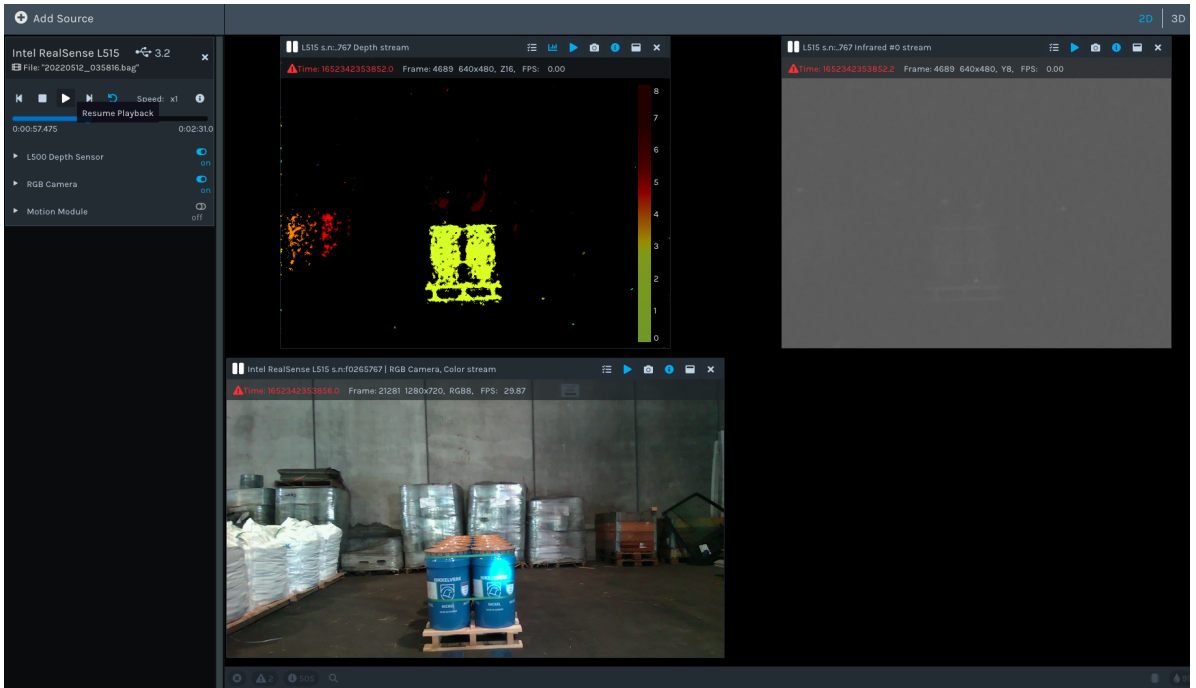 Add Source
2D
3D
Intel RealSense L515
3.2
File: "20220512_035816.bag"
Speed: x1
Resume Playback
0:00:57.475
0:02:31.0
L500 Depth Sensor
on
RGB Camera
on
Motion Module
off
L515 s.n:..767 Depth stream
Time: 1652342353852.0 Frame: 4689 640x480, Z16, FPS: 0.00
8
7
6
5
4
3
2
1
0
L515 s.n:..767 Infrared #0 stream
Time: 1652342353852.2 Frame: 4689 640x480, Y8, FPS: 0.00
Intel RealSense L515 s.n:f0265767 | RGB Camera, Color stream
Time: 1652342353856.0 Frame: 21281 1280x720, RGB8, FPS: 29.87
NICKEL
2
505